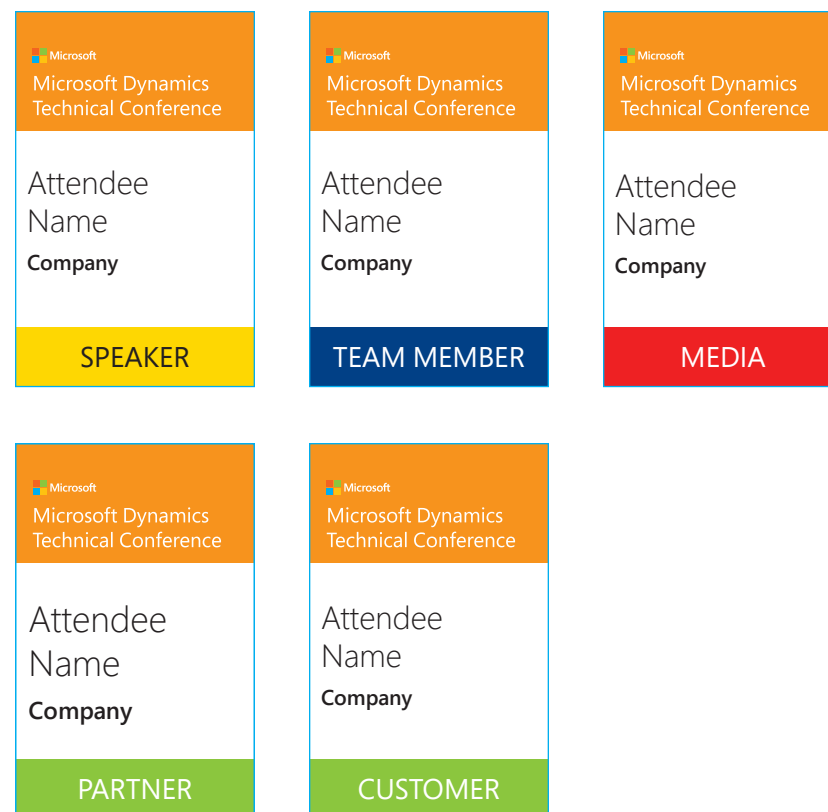 Microsoft
Microsoft Dynamics
Technical Conference
Attendee
Name
Company
SPEAKER
Microsoft
Microsoft Dynamics
Technical Conference
Attendee
Name
Company
TEAM MEMBER
Microsoft
Microsoft Dynamics
Technical Conference
Attendee
Name
Company
MEDIA
Microsoft
Microsoft Dynamics
Technical Conference
Attendee
Name
Company
PARTNER
Microsoft
Microsoft Dynamics
Technical Conference
Attendee
Name
Company
CUSTOMER